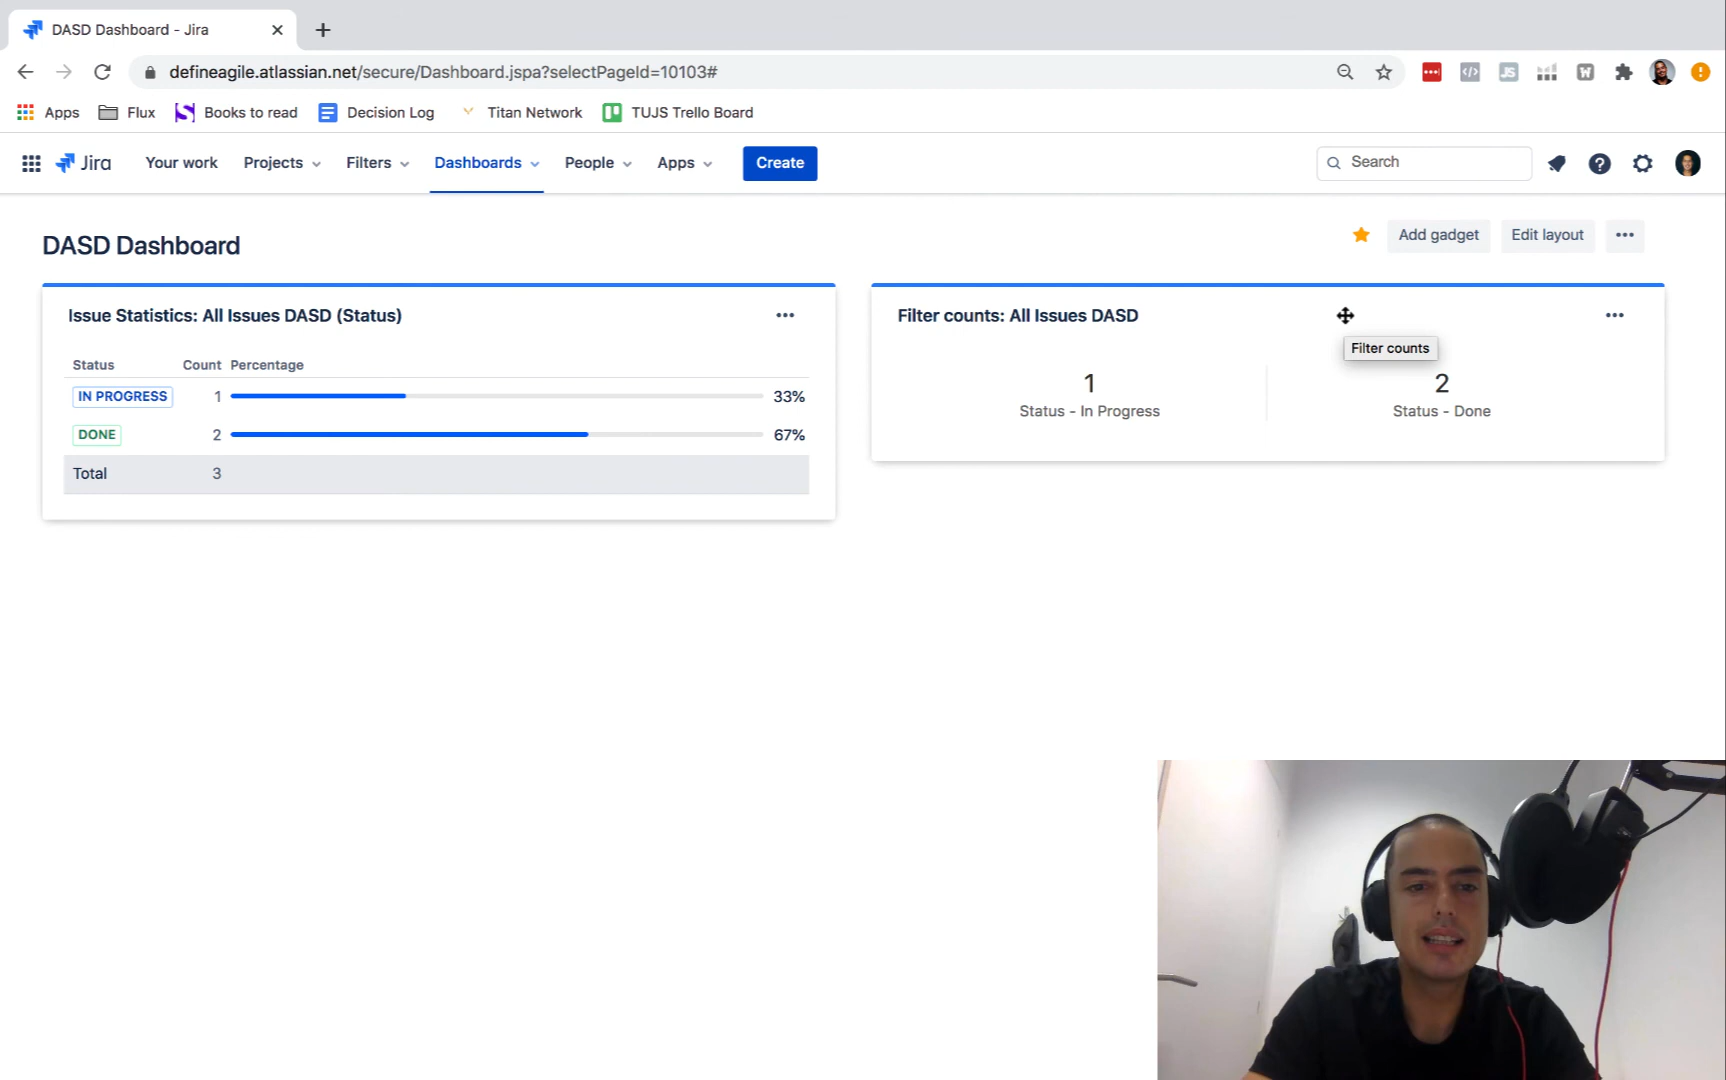 DASD Dashboard - Jira
defineagile.atlassian.net/secure/Dashboard.jspa?selectPageId=10103#
JS
W
Apps
Flux
Books to read
Decision Log
Titan Network
TUJS Trello Board
Jira
Your work
Projects
Filters
Dashboards
People
Apps
Create
Search
DASD Dashboard
Add gadget
Edit layout
Issue Statistics: All Issues DASD (Status)
Status Count Percentage
IN PROGRESS 1 33%
DONE 2 67%
Total 3
Filter counts: All Issues DASD
Filter counts
1 2
Status - In Progress Status - Done